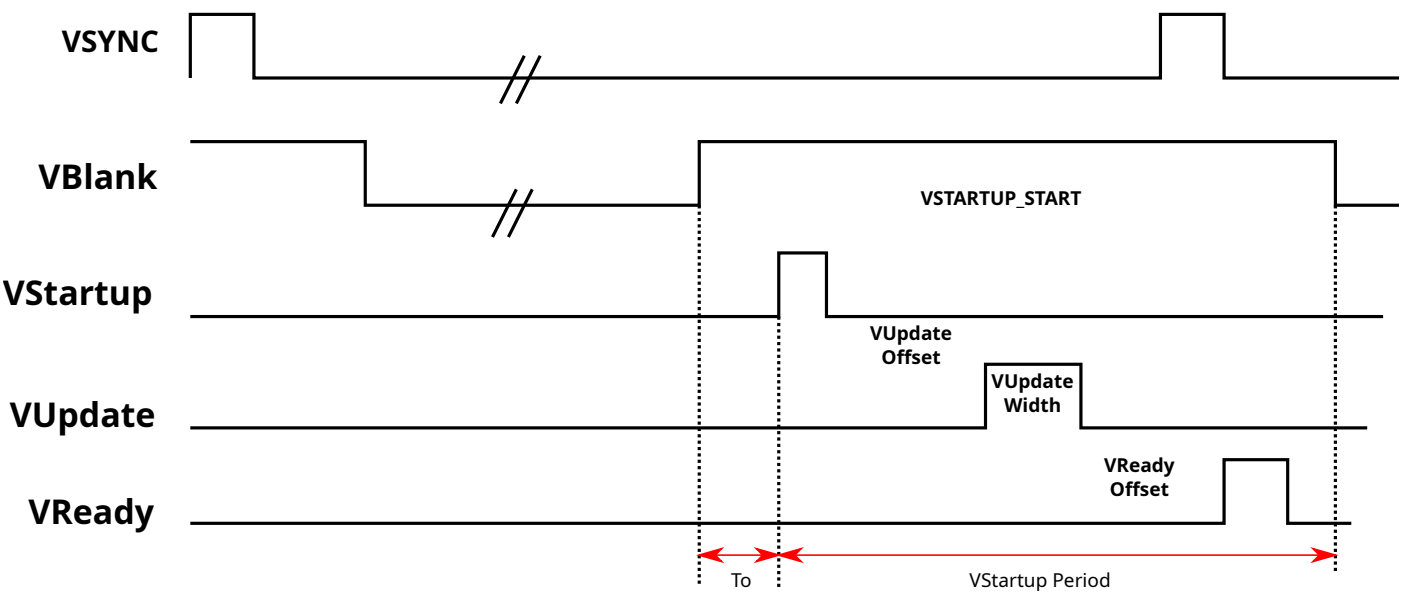 VSYNC
VBlank
VSTARTUP_START
VStartup
VUpdate
Offset
VUpdate
Width
VUpdate
VReady
Offset
VReady
To
VStartup Period